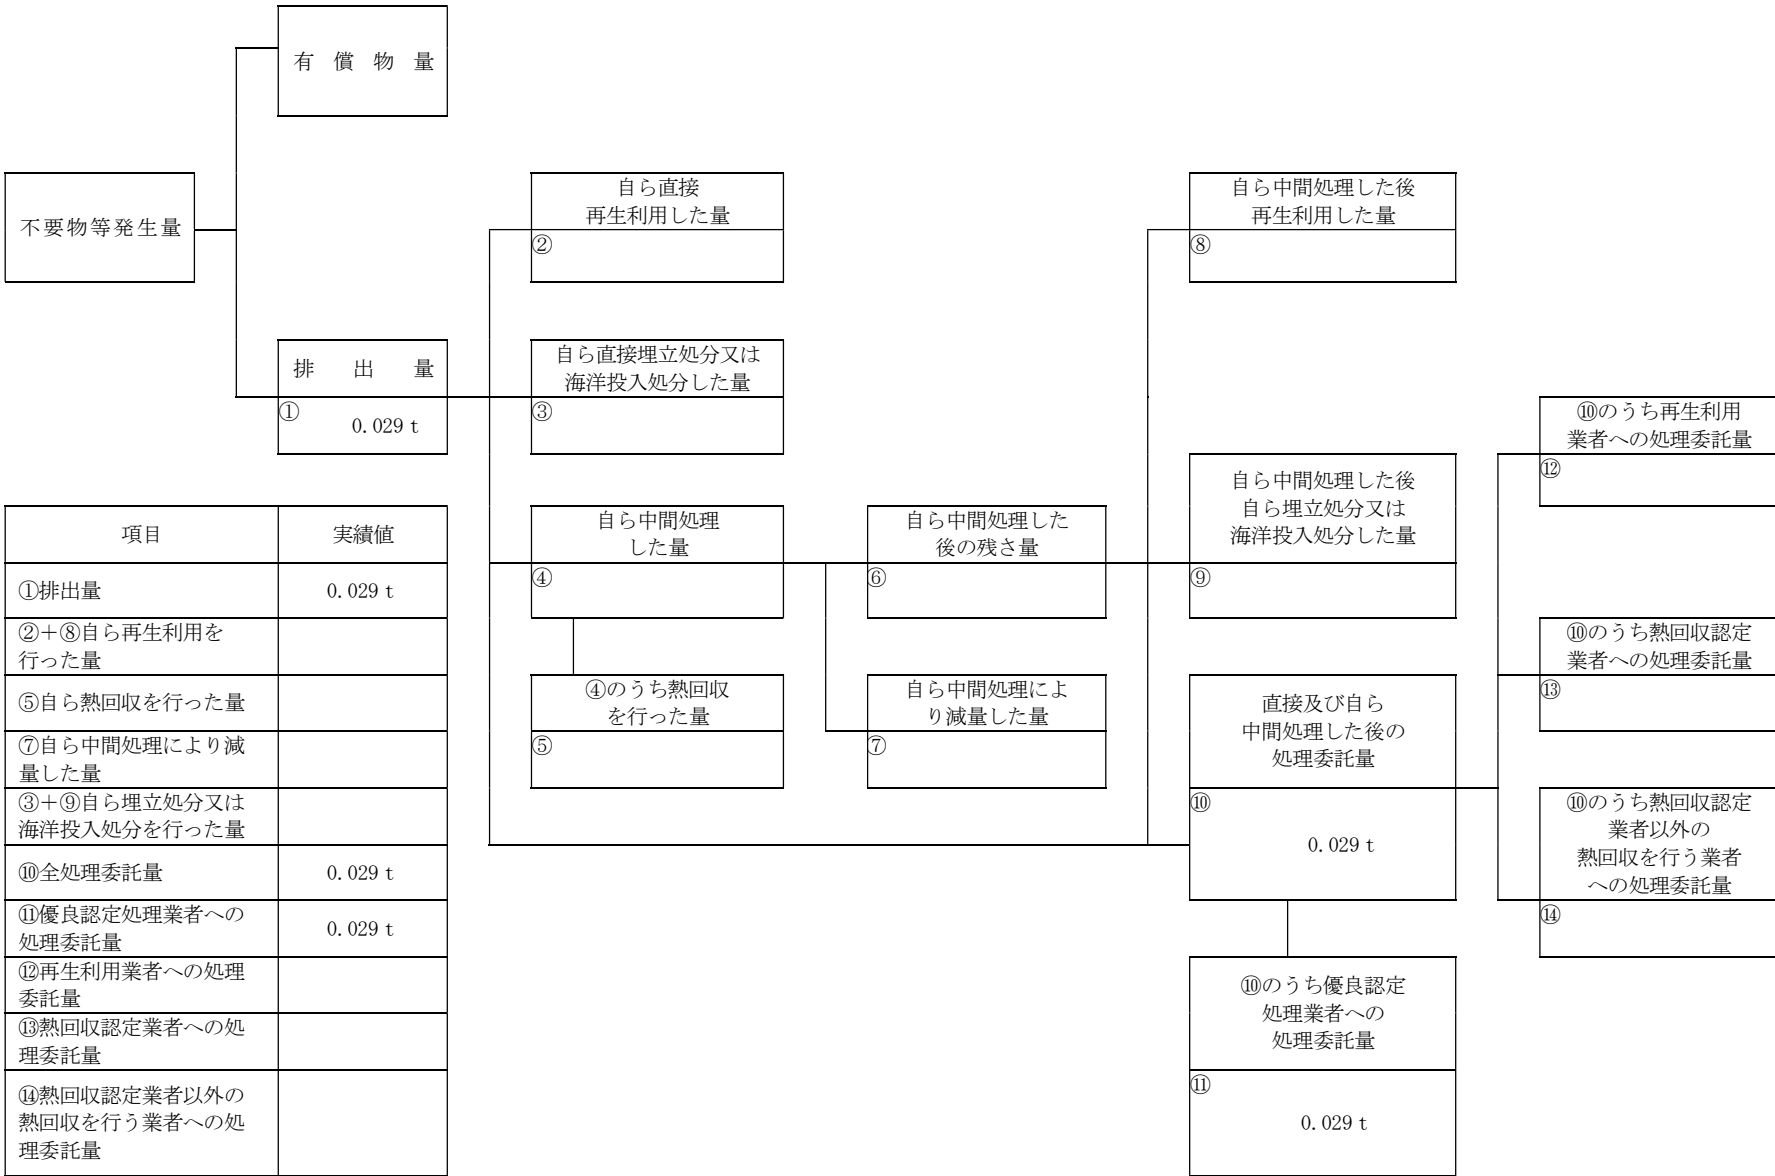 有　償　物　量
不要物等発生量
自ら直接
再生利用した量
②
自ら中間処理した後
再生利用した量
⑧
排　出　量
①
0.029 t
自ら直接埋立処分又は
海洋投入処分した量
③
⑩のうち再生利用
業者への処理委託量
⑫
自ら中間処理した後
自ら埋立処分又は
海洋投入処分した量
⑨
自ら中間処理
した量
④
自ら中間処理した
後の残さ量
⑥
⑩のうち熱回収認定
業者への処理委託量
⑬
④のうち熱回収
を行った量
⑤
自ら中間処理によ
り減量した量
⑦
直接及び自ら
中間処理した後の
処理委託量
⑩
0.029 t
⑩のうち熱回収認定
業者以外の
熱回収を行う業者
への処理委託量
⑭
⑩のうち優良認定
処理業者への
処理委託量
⑪
0.029 t
項目　実績値
①排出量　0.029 t
②＋⑧自ら再生利用を
行った量
⑤自ら熱回収を行った量
⑦自ら中間処理により減
量した量
③＋⑨自ら埋立処分又は
海洋投入処分を行った量
⑩全処理委託量　0.029 t
⑪優良認定処理業者への
処理委託量　0.029 t
⑫再生利用業者への処理
委託量
⑬熱回収認定業者への処
理委託量
⑭熱回収認定業者以外の
熱回収を行う業者への処
理委託量